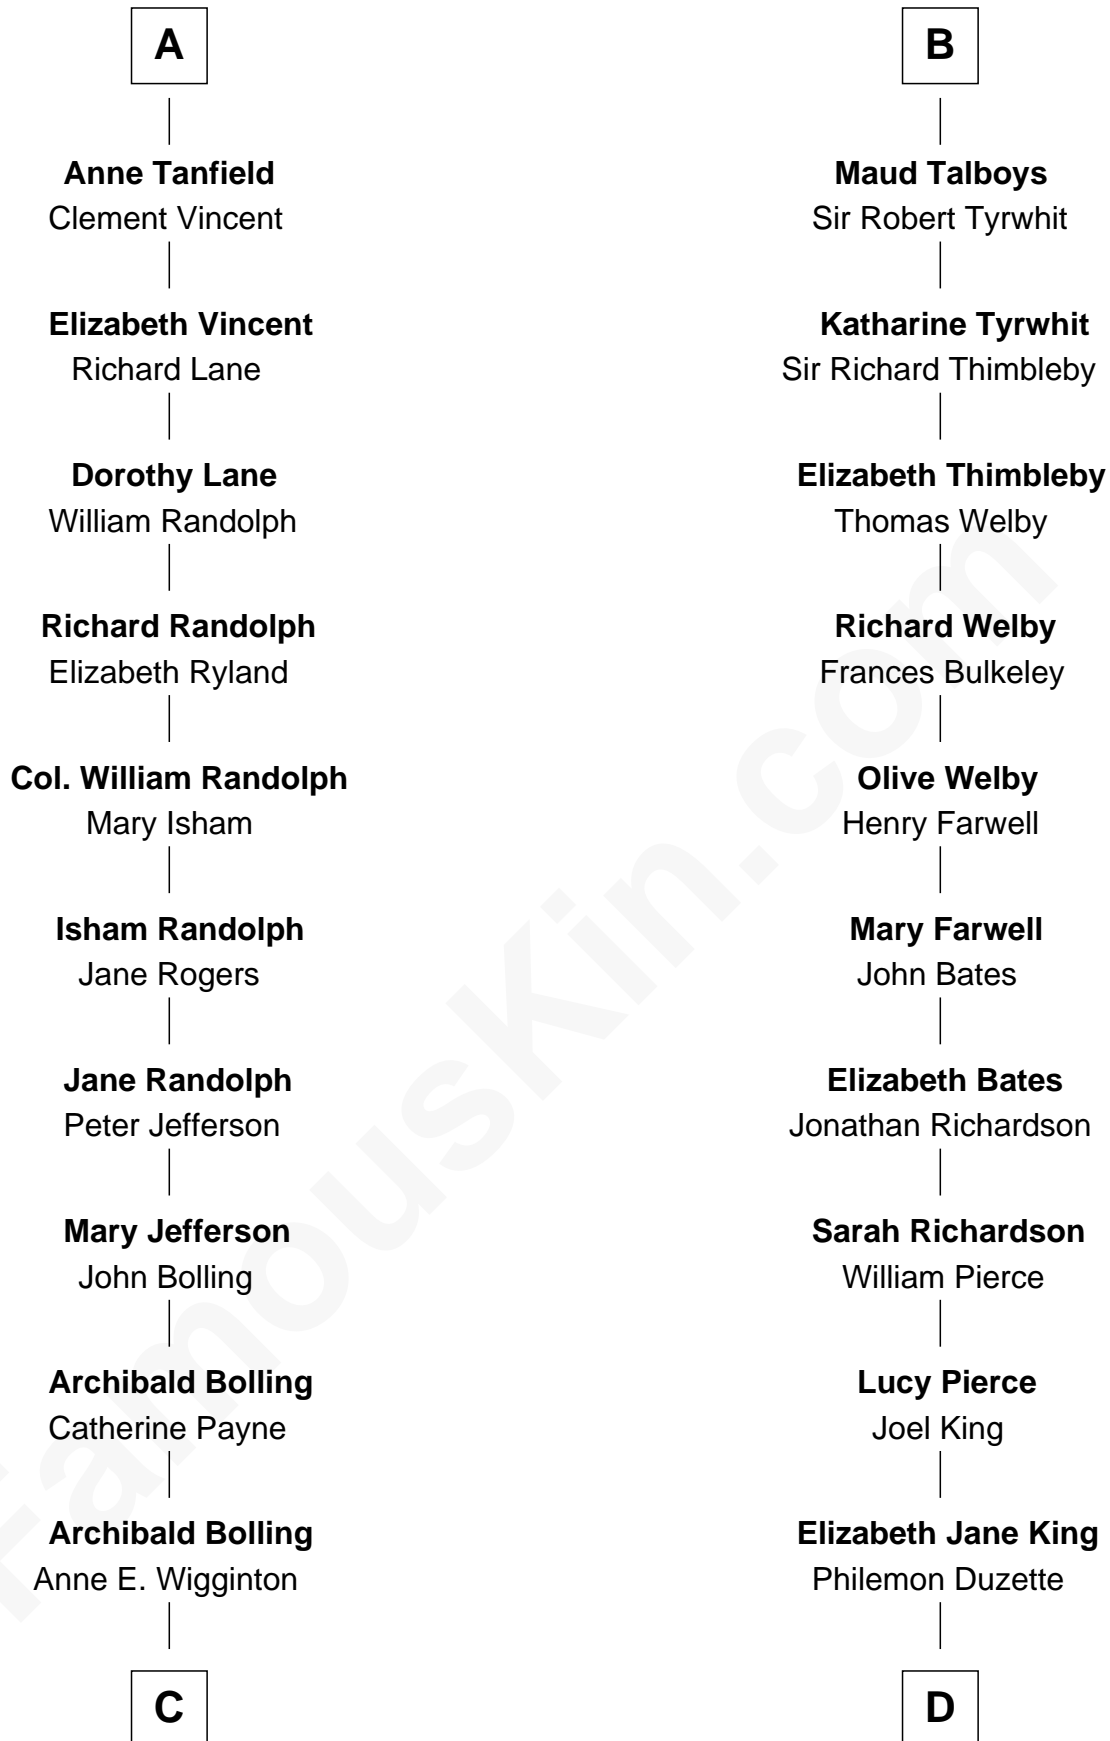 A
Anne Tanfield
Clement Vincent
Elizabeth Vincent
Richard Lane
Dorothy Lane
William Randolph
Richard Randolph
Elizabeth Ryland
Col. William Randolph
Mary Isham
Isham Randolph
Jane Rogers
Jane Randolph
Peter Jefferson
Mary Jefferson
John Bolling
Archibald Bolling
Catherine Payne
Archibald Bolling
Anne E. Wigginton
C
B
Maud Talboys
Sir Robert Tyrwhit
Katharine Tyrwhit
Sir Richard Thimbleby
Elizabeth Thimbleby
Thomas Welby
Richard Welby
Frances Bulkeley
Olive Welby
Henry Farwell
Mary Farwell
John Bates
Elizabeth Bates
Jonathan Richardson
Sarah Richardson
William Pierce
Lucy Pierce
Joel King
Elizabeth Jane King
Philemon Duzette
D
FamousKin.com